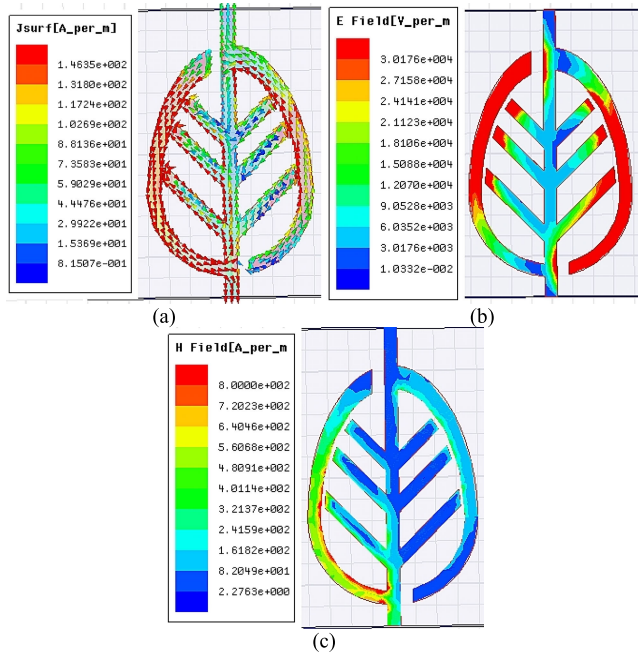 Jsurf[A_per_m]
1.4635e+002
1.3180e+002
1.1724e+002
1.0269e+002
8.8136e+001
7.3583e+001
5.9029e+001
4.4476e+001
2.9922e+001
1.5369e+001
8.1507e-001
(a)
E Field[V_per_m
3.0176e+004
2.7158e+004
2.4141e+004
2.1123e+004
1.8106e+004
1.5088e+004
1.2070e+004
9.0528e+003
6.0352e+003
3.0176e+003
1.0332e-002
(b)
H Field[A_per_m
8.0000e+002
7.2023e+002
6.4046e+002
5.6068e+002
4.8091e+002
4.0114e+002
3.2137e+002
2.4159e+002
1.6182e+002
8.2049e+001
2.2763e+000
(c)